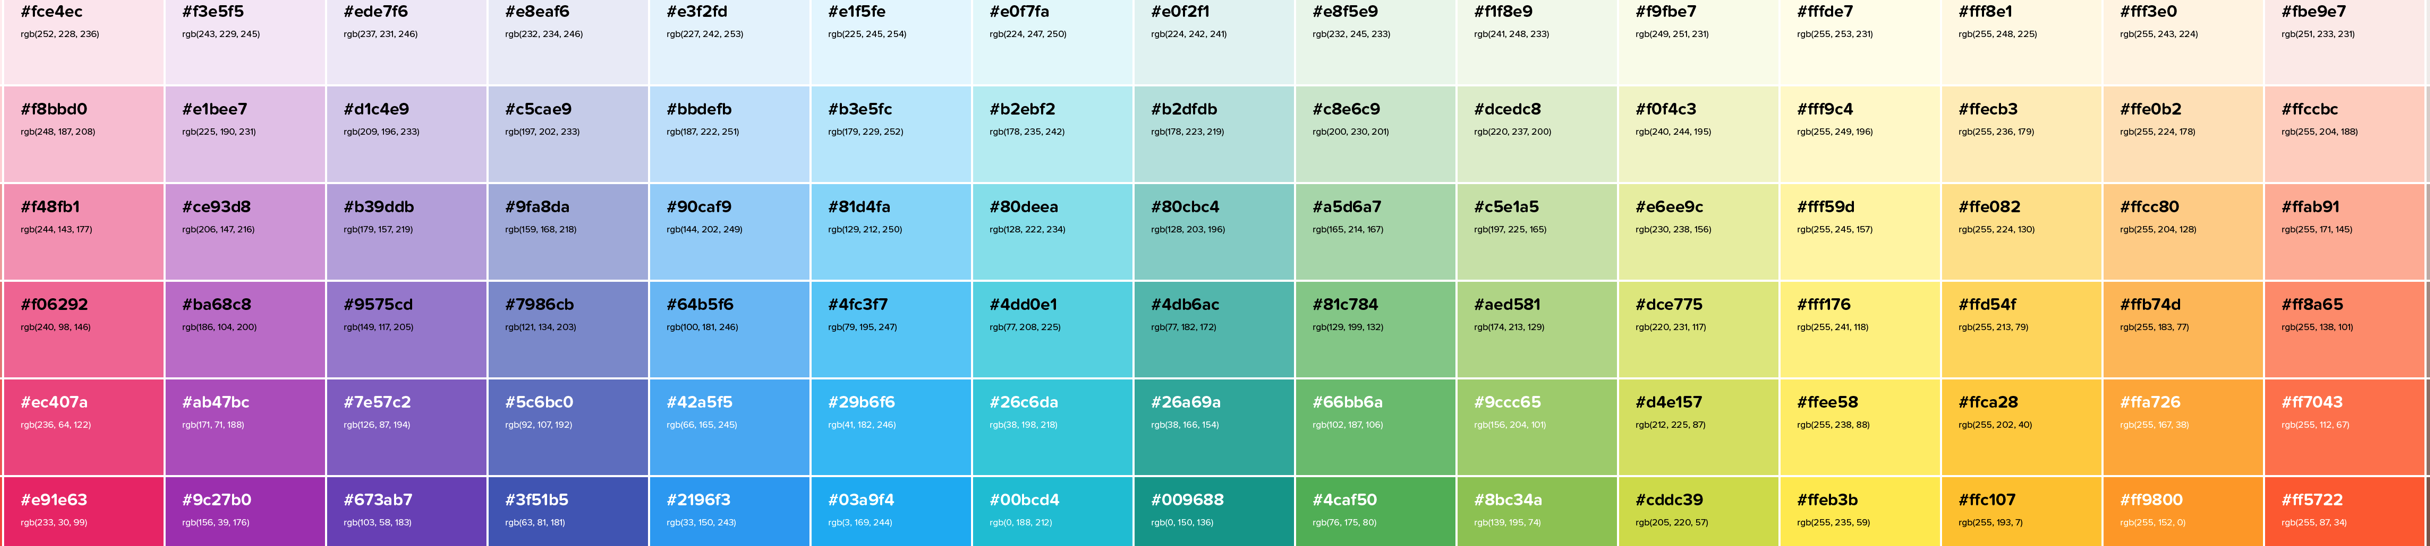 #fce4ec
rgb(252, 228, 236)
#f3e5f5
rgb(243, 229, 245)
#ede7f6
rgb(237, 231, 246)
#e8eaf6
rgb(232, 234, 246)
#e3f2fd
rgb(227, 242, 253)
#e1f5fe
rgb(225, 245, 254)
#e0f7fa
rgb(224, 247, 250)
#e0f2f1
rgb(224, 242, 241)
#e8f5e9
rgb(232, 245, 233)
#f1f8e9
rgb(241, 248, 233)
#f9fbe7
rgb(249, 251, 231)
#fffde7
rgb(255, 253, 231)
#fff8e1
rgb(255, 248, 225)
#fff3e0
rgb(255, 243, 224)
#fbe9e7
rgb(251, 233, 231)
#f8bbd0
rgb(248, 187, 208)
#e1bee7
rgb(225, 190, 231)
#d1c4e9
rgb(209, 196, 233)
#c5cae9
rgb(197, 202, 233)
#bbdefb
rgb(187, 222, 251)
#b3e5fc
rgb(179, 229, 252)
#b2ebf2
rgb(178, 235, 242)
#b2dfdb
rgb(178, 223, 219)
#c8e6c9
rgb(200, 230, 201)
#dcedc8
rgb(220, 237, 200)
#f0f4c3
rgb(240, 244, 195)
#fff9c4
rgb(255, 249, 196)
#ffecb3
rgb(255, 236, 179)
#ffe0b2
rgb(255, 224, 178)
#ffccbc
rgb(255, 204, 188)
#f48fb1
rgb(244, 143, 177)
#ce93d8
rgb(206, 147, 216)
#b39ddb
rgb(179, 157, 219)
#9fa8da
rgb(159, 168, 218)
#90caf9
rgb(144, 202, 249)
#81d4fa
rgb(129, 212, 250)
#80deea
rgb(128, 222, 234)
#80cbc4
rgb(128, 203, 196)
#a5d6a7
rgb(165, 214, 167)
#c5e1a5
rgb(197, 225, 165)
#e6ee9c
rgb(230, 238, 156)
#fff59d
rgb(255, 245, 157)
#ffe082
rgb(255, 224, 130)
#ffcc80
rgb(255, 204, 128)
#ffab91
rgb(255, 171, 145)
#f06292
rgb(240, 98, 146)
#ba68c8
rgb(186, 104, 200)
#9575cd
rgb(149, 117, 205)
#7986cb
rgb(121, 134, 203)
#64b5f6
rgb(100, 181, 246)
#4fc3f7
rgb(79, 195, 247)
#4dd0e1
rgb(77, 208, 225)
#4db6ac
rgb(77, 182, 172)
#81c784
rgb(129, 199, 132)
#aed581
rgb(174, 213, 129)
#dce775
rgb(220, 231, 117)
#fff176
rgb(255, 241, 118)
#ffd54f
rgb(255, 213, 79)
#ffb74d
rgb(255, 183, 77)
#ff8a65
rgb(255, 138, 101)
#ec407a
rgb(236, 64, 122)
#ab47bc
rgb(171, 71, 188)
#7e57c2
rgb(126, 87, 194)
#5c6bc0
rgb(92, 107, 192)
#42a5f5
rgb(66, 165, 245)
#29b6f6
rgb(41, 182, 246)
#26c6da
rgb(38, 198, 218)
#26a69a
rgb(38, 166, 154)
#66bb6a
rgb(102, 187, 106)
#9ccc65
rgb(156, 204, 101)
#d4e157
rgb(212, 225, 87)
#ffee58
rgb(255, 238, 88)
#ffca28
rgb(255, 202, 40)
#ffa726
rgb(255, 167, 38)
#ff7043
rgb(255, 112, 67)
#e91e63
rgb(233, 30, 99)
#9c27b0
rgb(156, 39, 176)
#673ab7
rgb(103, 58, 183)
#3f51b5
rgb(63, 81, 181)
#2196f3
rgb(33, 150, 243)
#03a9f4
rgb(3, 169, 244)
#00bcd4
rgb(0, 188, 212)
#009688
rgb(0, 150, 136)
#4caf50
rgb(76, 175, 80)
#8bc34a
rgb(139, 195, 74)
#cddc39
rgb(205, 220, 57)
#ffeb3b
rgb(255, 235, 59)
#ffc107
rgb(255, 193, 7)
#ff9800
rgb(255, 152, 0)
#ff5722
rgb(255, 87, 34)